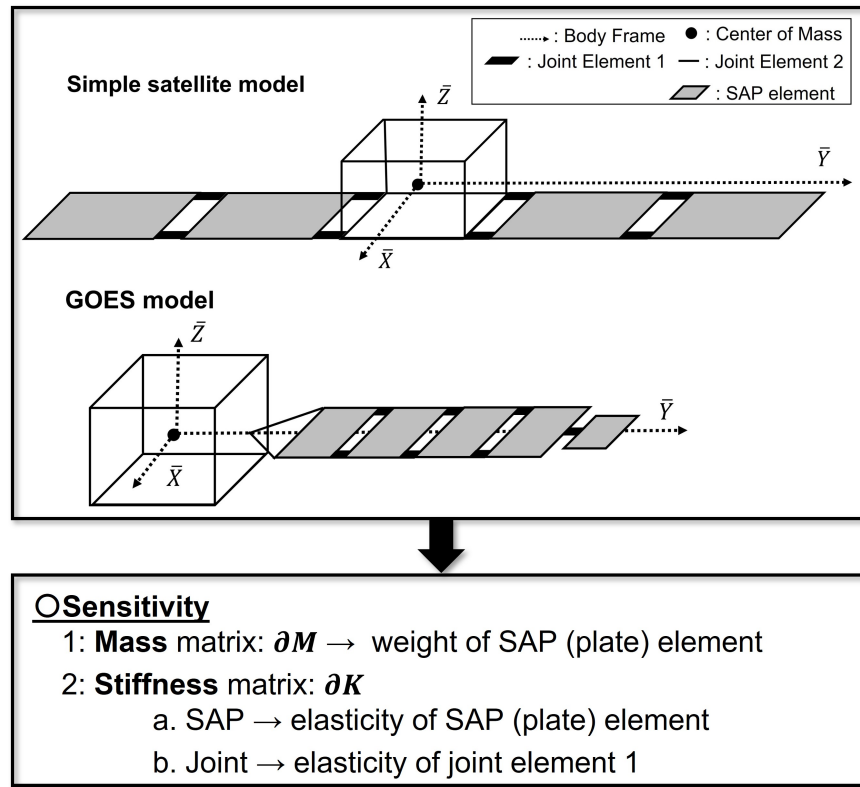 : Body Frame ● : Center of Mass
: Joint Element 1 — : Joint Element 2
: SAP element
Simple satellite model
Z̄
Ȳ
X̄
GOES model
Z̄
Ȳ
X̄
○Sensitivity
1: Mass matrix: ∂M → weight of SAP (plate) element
2: Stiffness matrix: ∂K
a. SAP → elasticity of SAP (plate) element
b. Joint → elasticity of joint element 1